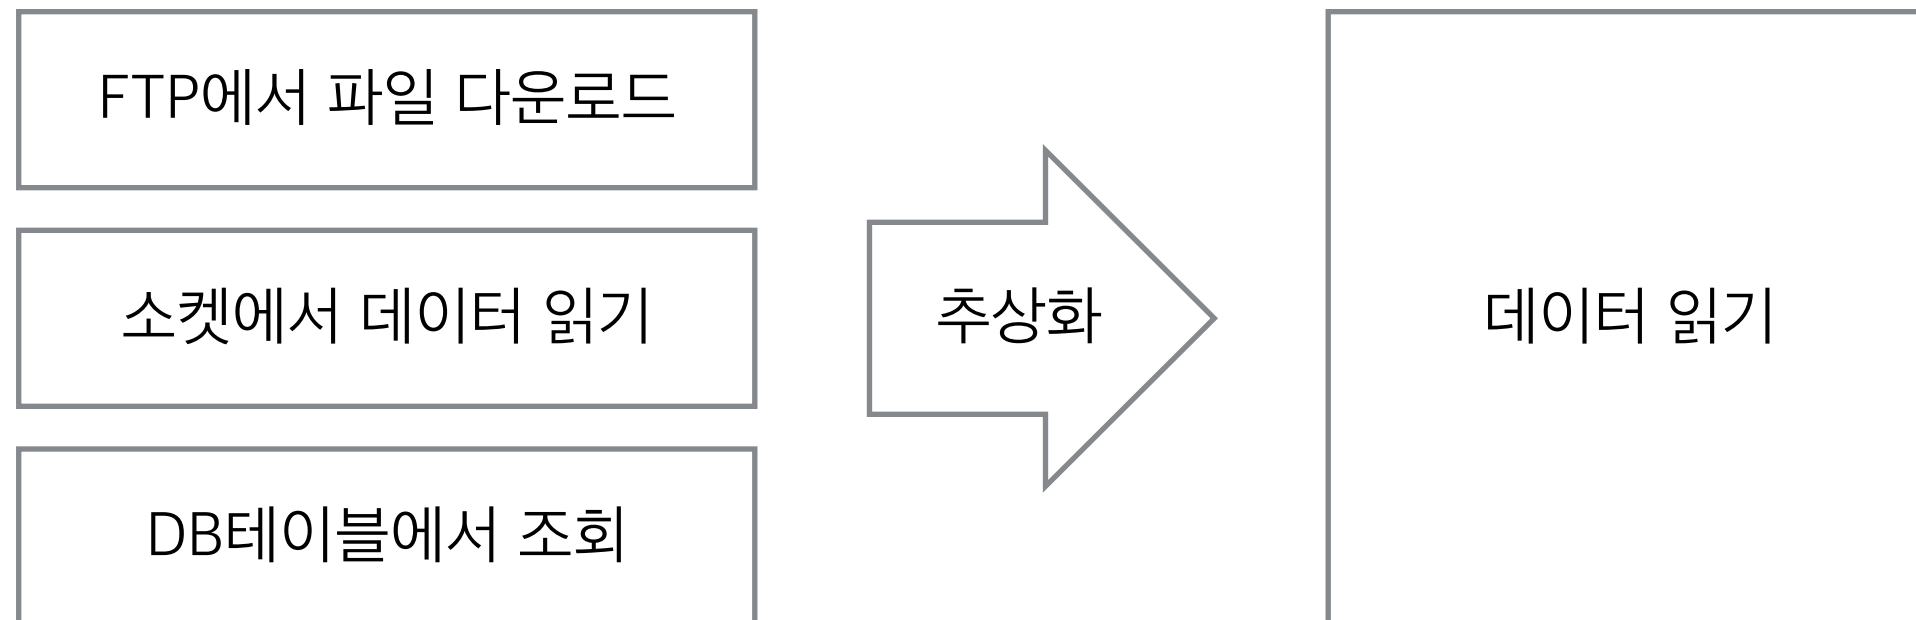 FTP에서 파일 다운로드
소켓에서 데이터 읽기
DB테이블에서 조회
추상화
데이터 읽기